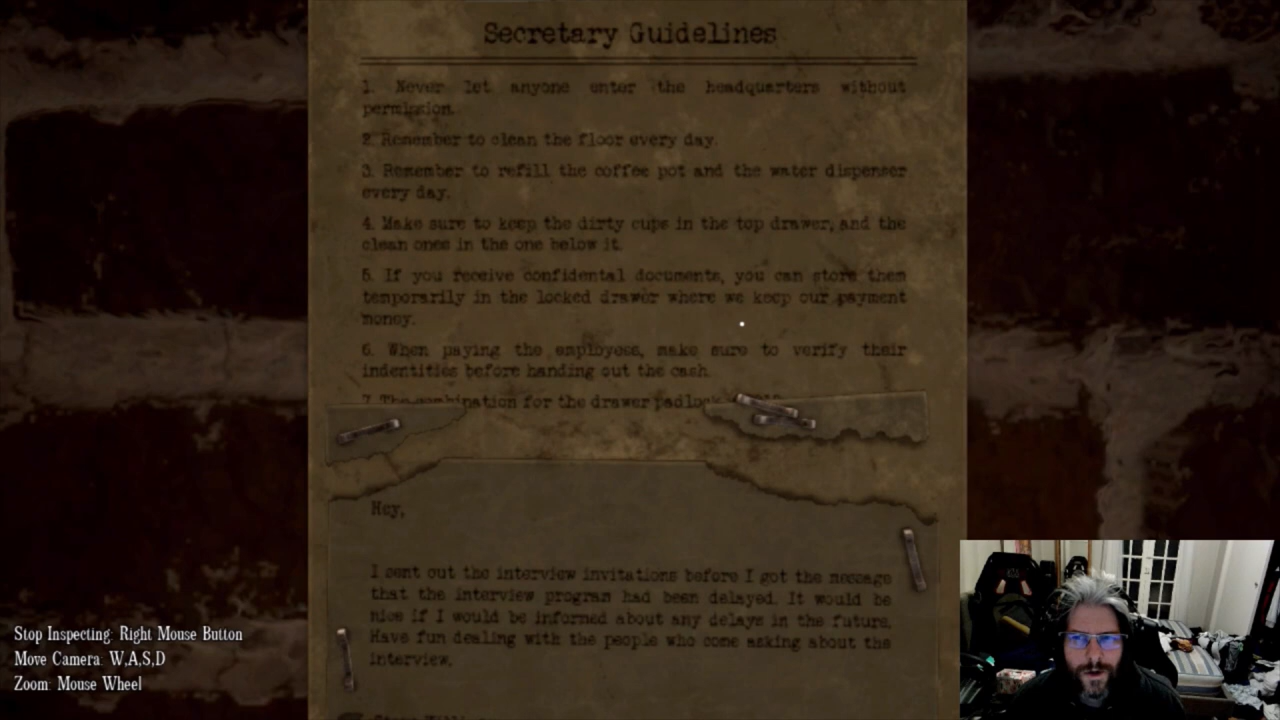 Secretary Guidelines
1. Never let anyone enter the headquarters without
permission.
2. Remember to clean the floor every day.
3. Remember to refill the coffee pot and the water dispenser
every day.
4. Make sure to keep the dirty cups in the top drawer, and the
clean ones in the one below it.
5. If you receive confidental documents, you can store them
temporarily in the locked drawer where we keep our payment
money.
6. When paying the employees, make sure to verify their
indentities before handing out the cash.
7. The combination for the drawer padlock
Hey,
I sent out the interview invitations before I got the message
that the interview program had been delayed. It would be
nice if I would be informed about any delays in the future.
Have fun dealing with the people who come asking about the
interview.
Stop Inspecting: Right Mouse Button
Move Camera: W,A,S,D
Zoom: Mouse Wheel